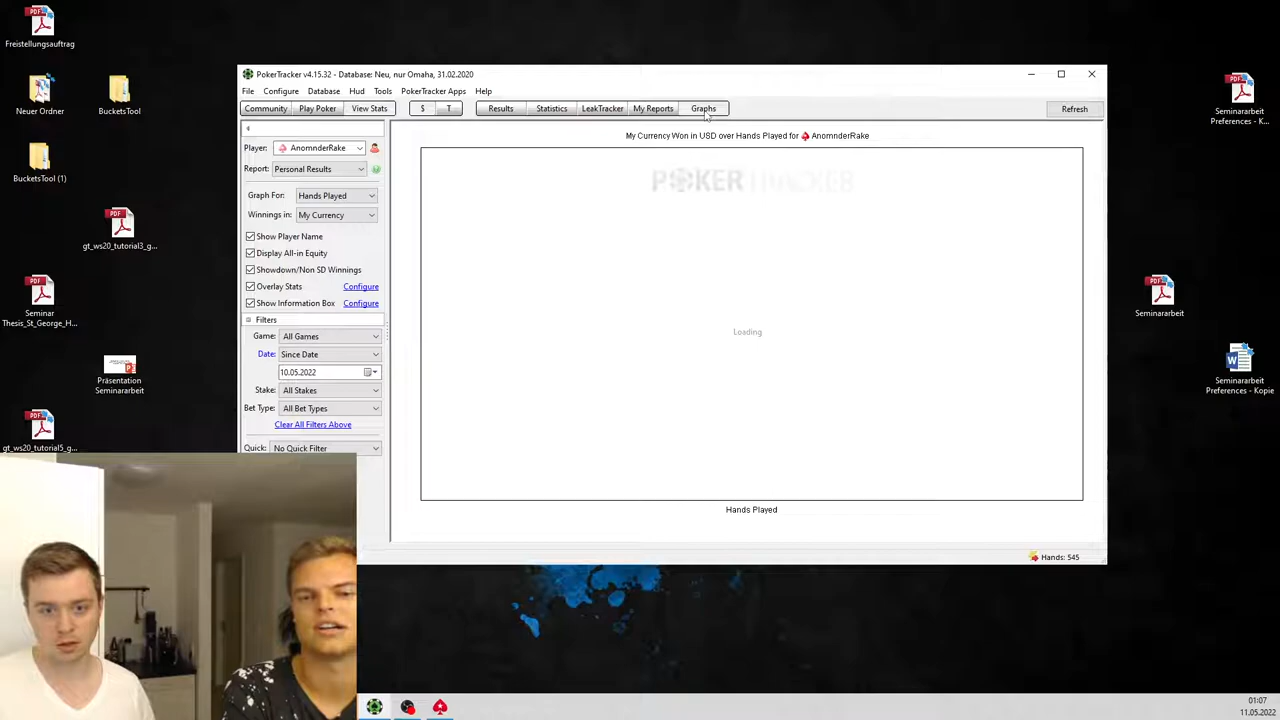 Freistellungsauftrag
Neuer Ordner
BucketsTool
BucketsTool (1)
gt_ws20_tutorial3_g...
Seminar
Thesis_St_George_H...
Präsentation
Seminararbeit
gt_ws20_tutorial5_g...
PokerTracker v4.15.32 - Database: Neu, nur Omaha, 31.02.2020
File Configure Database Hud Tools PokerTracker Apps Help
Community Play Poker View Stats $ T Results Statistics LeakTracker My Reports Graphs Refresh
Player: AnomnderRake
Report: Personal Results
Graph For: Hands Played
Winnings in: My Currency
Show Player Name
Display All-in Equity
Showdown/Non SD Winnings
Overlay Stats Configure
Show Information Box Configure
Filters
Game: All Games
Date: Since Date
10.05.2022
Stake: All Stakes
Bet Type: All Bet Types
Clear All Filters Above
Quick: No Quick Filter
My Currency Won in USD over Hands Played for AnomnderRake
POKERTRACKER
Loading
Hands Played
Hands: 545
Seminararbeit
Preferences - K...
Seminararbeit
Seminararbeit
Preferences - Kopie
01:07
11.05.2022